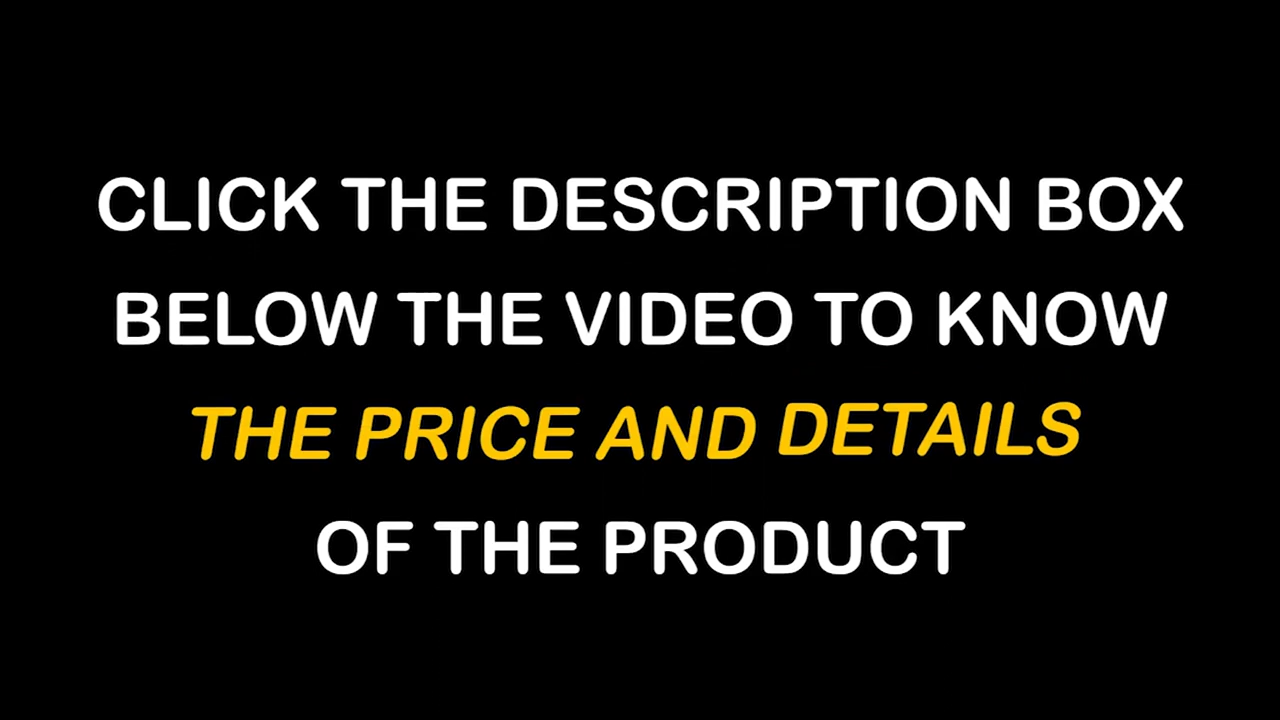 CLICK THE DESCRIPTION BOX
BELOW THE VIDEO TO KNOW
THE PRICE AND DETAILS
OF THE PRODUCT